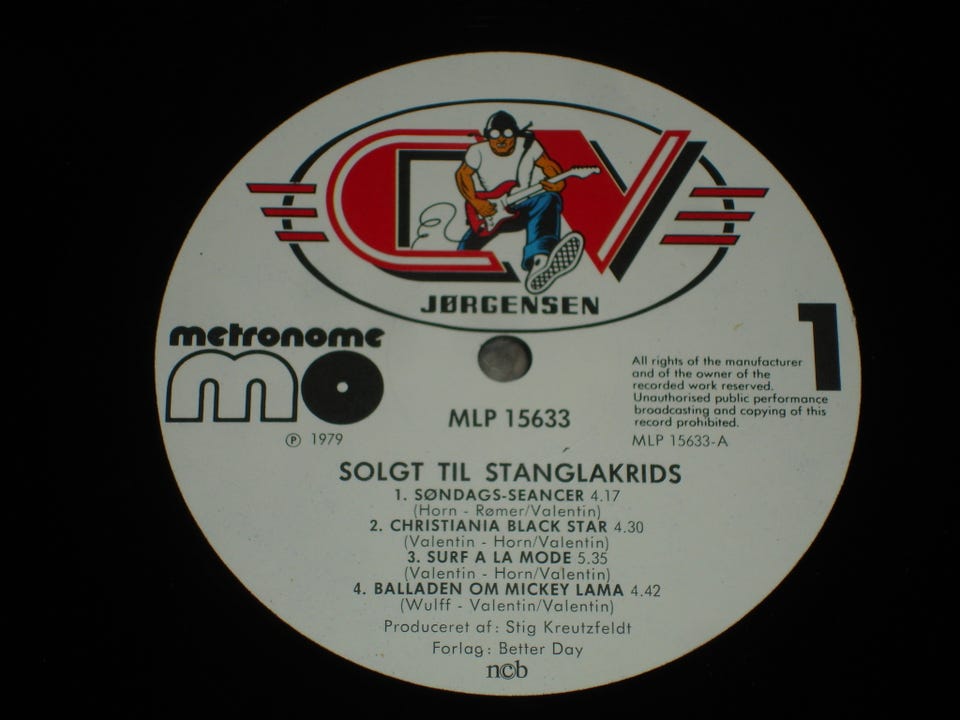 CV
JØRGENSEN
metronome
mo
℗ 1979
MLP 15633
1
All rights of the manufacturer
and of the owner of the
recorded work reserved.
Unauthorised public performance
broadcasting and copying of this
record prohibited.
MLP 15633-A
SOLGT TIL STANGLAKRIDS
1. SØNDAGS-SEANCER 4.17
(Horn - Rømer/Valentin)
2. CHRISTIANIA BLACK STAR 4.30
(Valentin - Horn/Valentin)
3. SURF A LA MODE 5.35
(Valentin - Horn/Valentin)
4. BALLADEN OM MICKEY LAMA 4.42
(Wulff - Valentin/Valentin)
Produceret af: Stig Kreutzfeldt
Forlag: Better Day
ncb